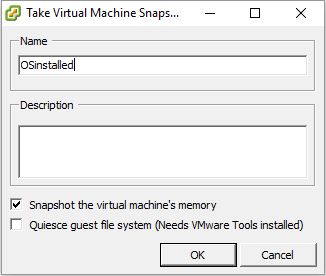 Take Virtual Machine Snaps...
Name
OSinstalled
Description
Snapshot the virtual machine's memory
Quiesce guest file system (Needs VMware Tools installed)
OK
Cancel